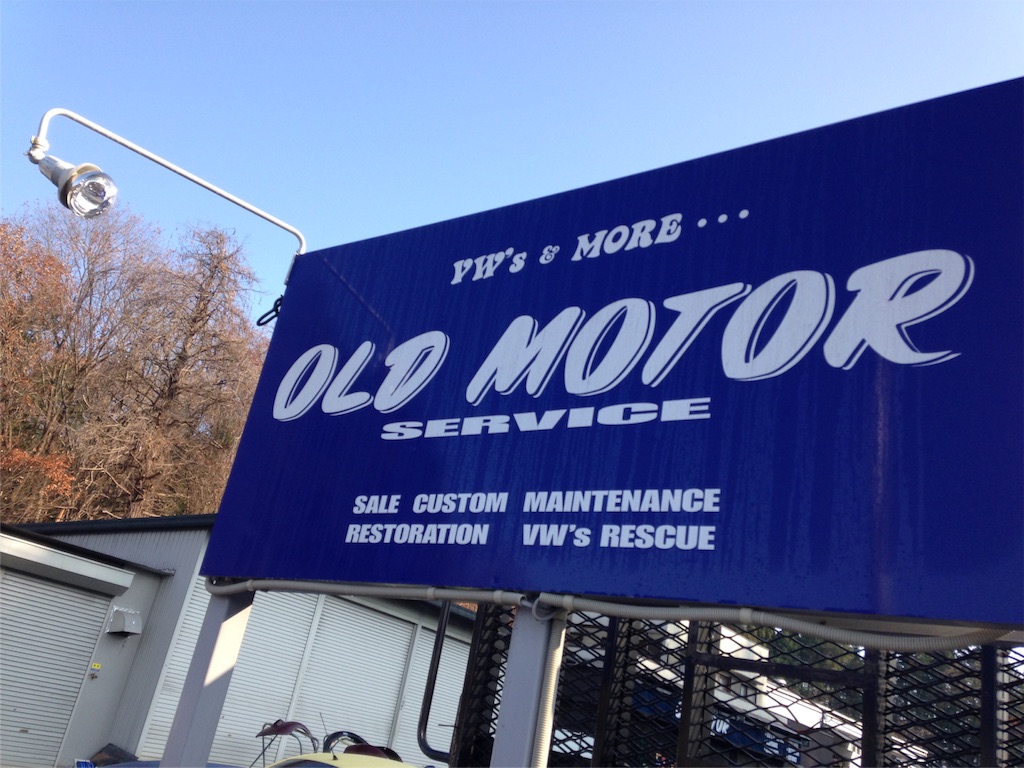 VW's & MORE ...
OLD MOTOR
SERVICE
SALE CUSTOM MAINTENANCE
RESTORATION VW's RESCUE